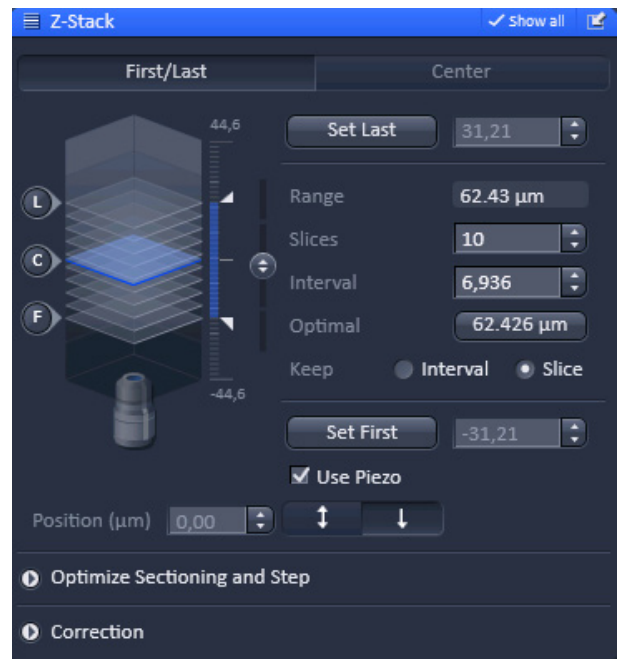 Z-Stack
Show all
First/Last
Center
44,6
Set Last
31,21
L
Range
62.43 µm
Slices
10
C
Interval
6,936
F
Optimal
62.426 µm
Keep
Interval
Slice
-44,6
Set First
-31,21
Use Piezo
Position (µm)
0,00
Optimize Sectioning and Step
Correction